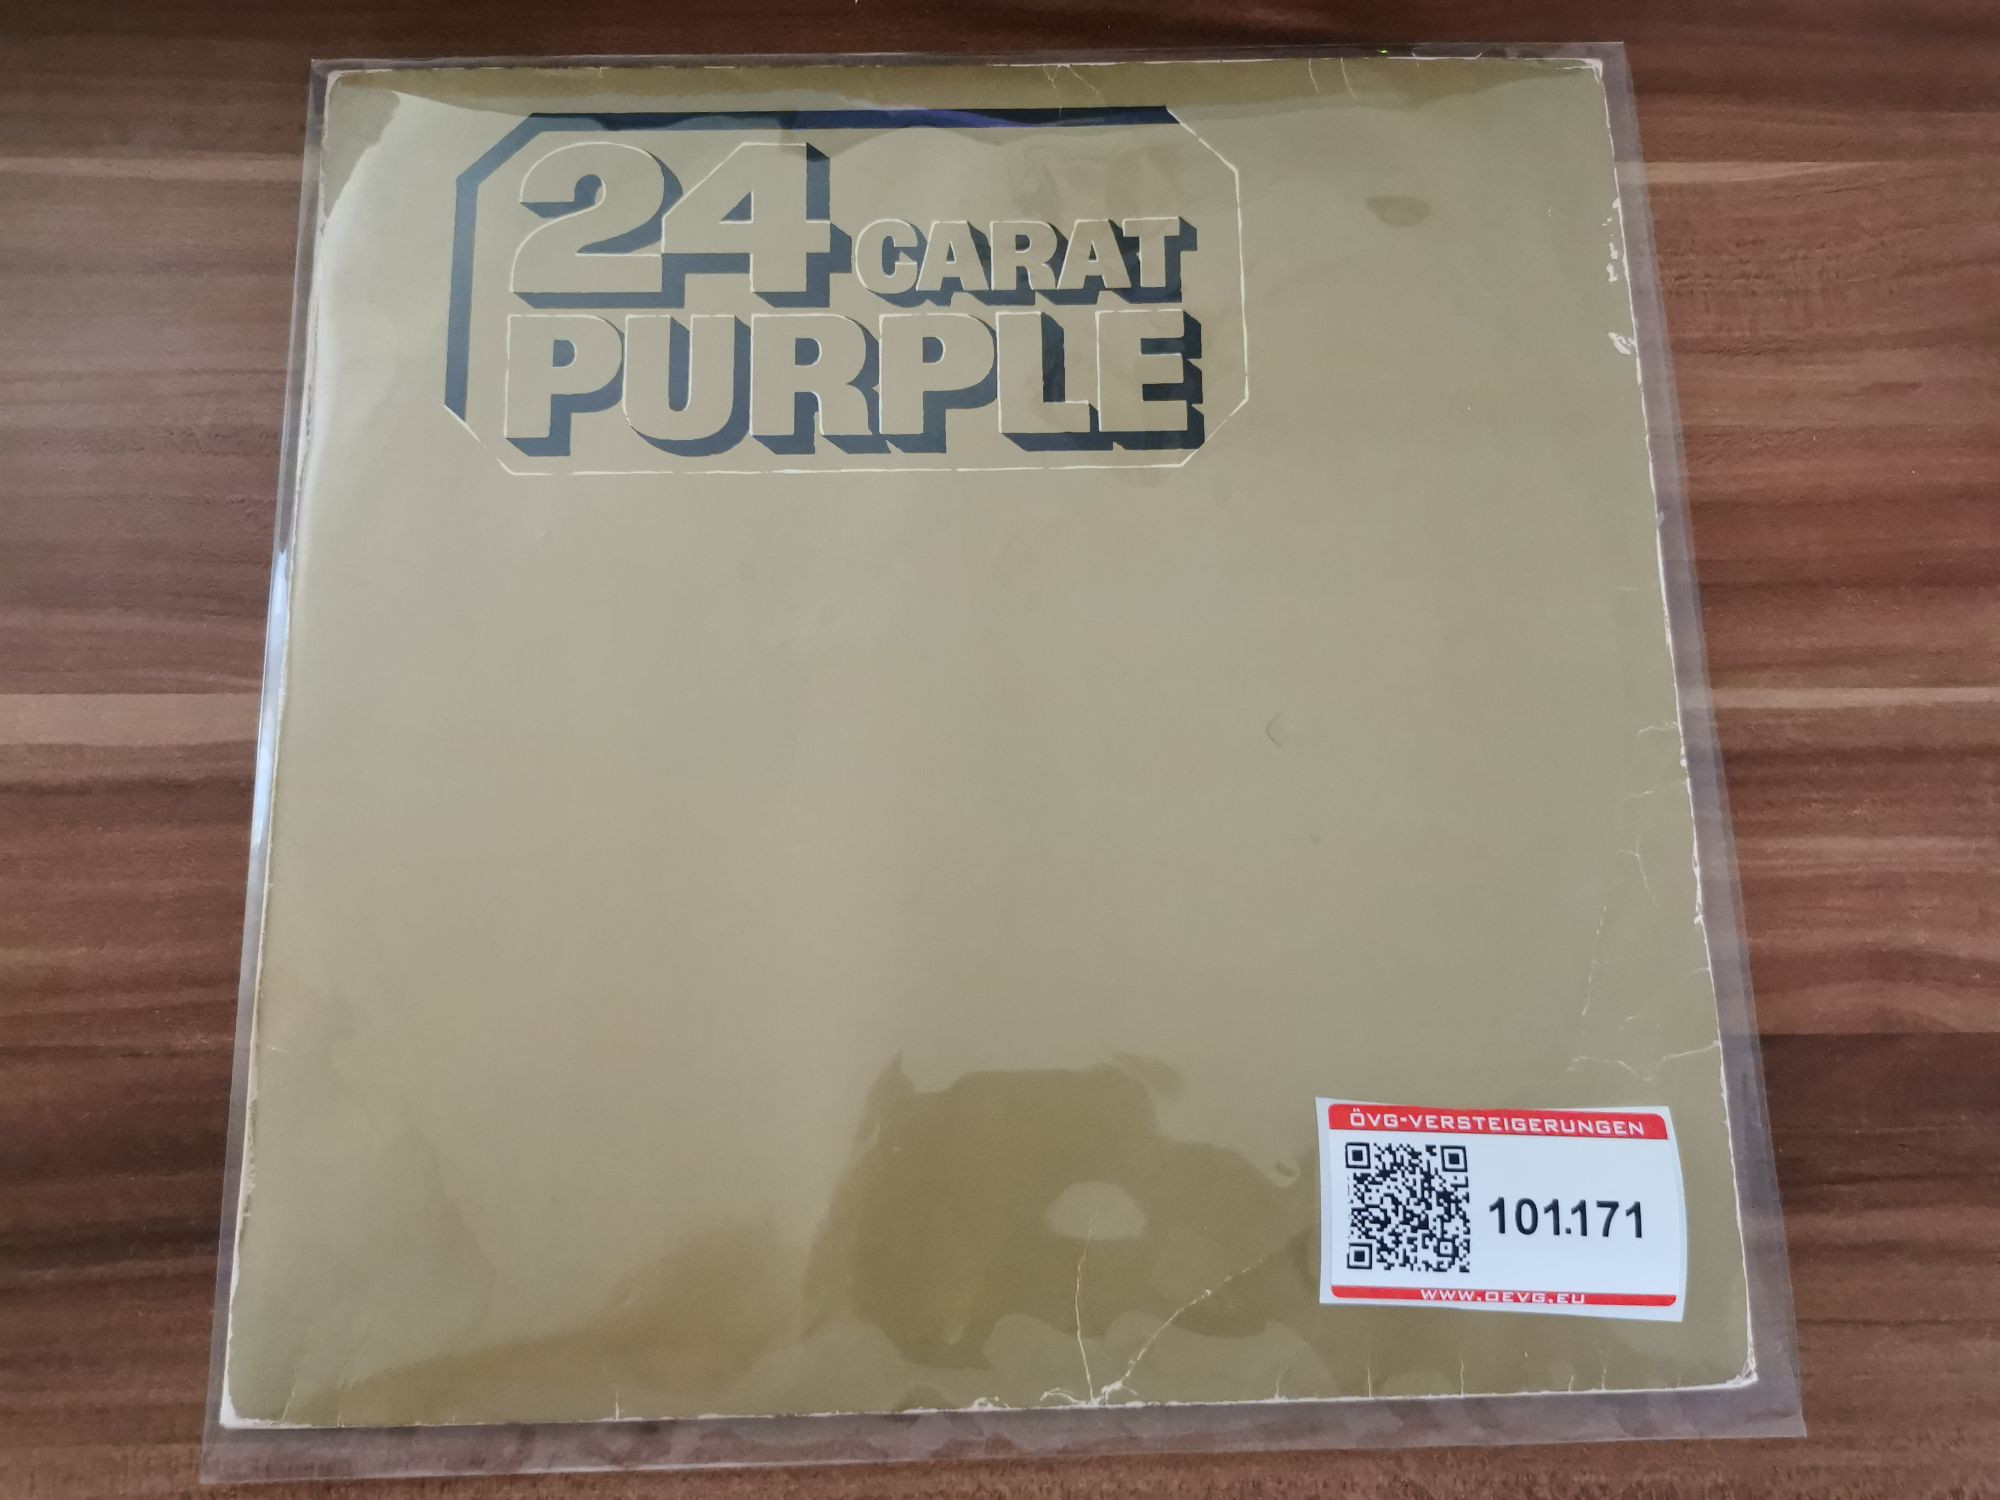 24 CARAT
PURPLE
ÖVG-VERSTEIGERUNGEN
101.171
WWW.OEVG.EU